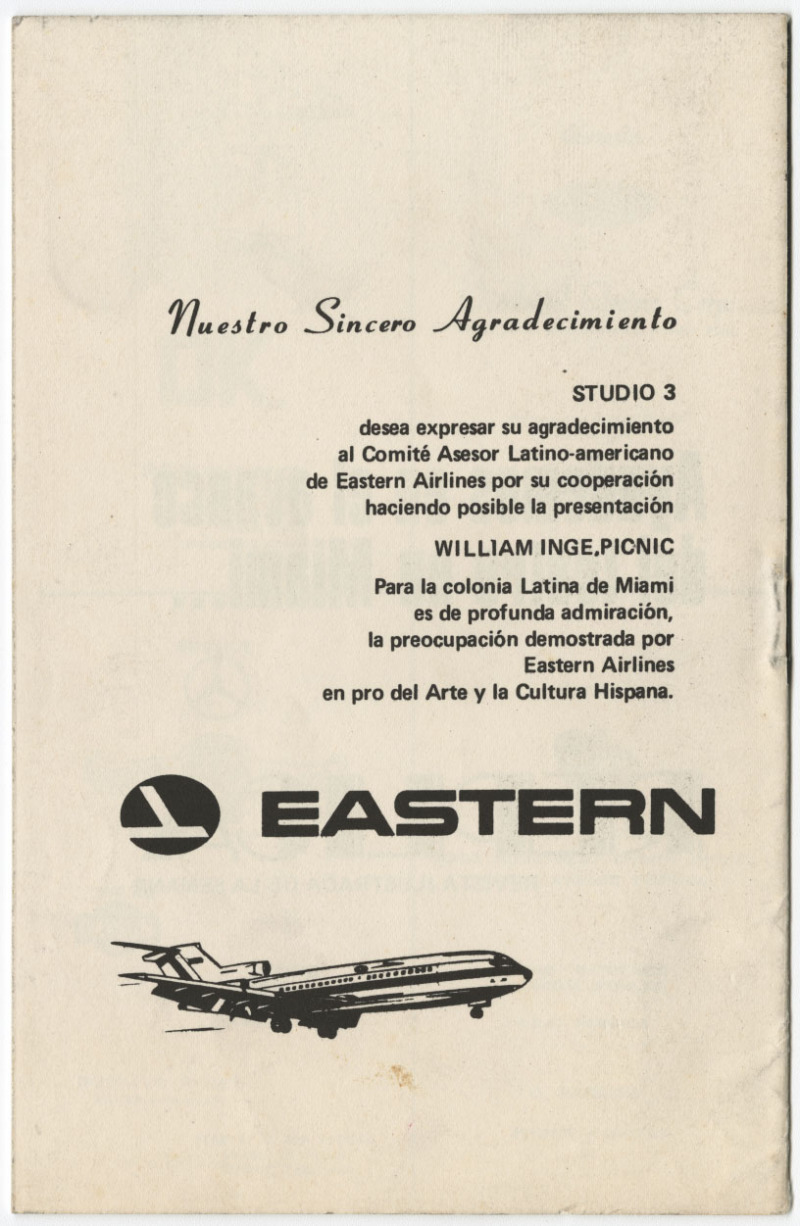 Nuestro Sincero Agradecimiento
STUDIO 3
desea expresar su agradecimiento
al Comité Asesor Latino-americano
de Eastern Airlines por su cooperación
haciendo posible la presentación
WILLIAM INGE,PICNIC
Para la colonia Latina de Miami
es de profunda admiración,
la preocupación demostrada por
Eastern Airlines
en pro del Arte y la Cultura Hispana.
EASTERN